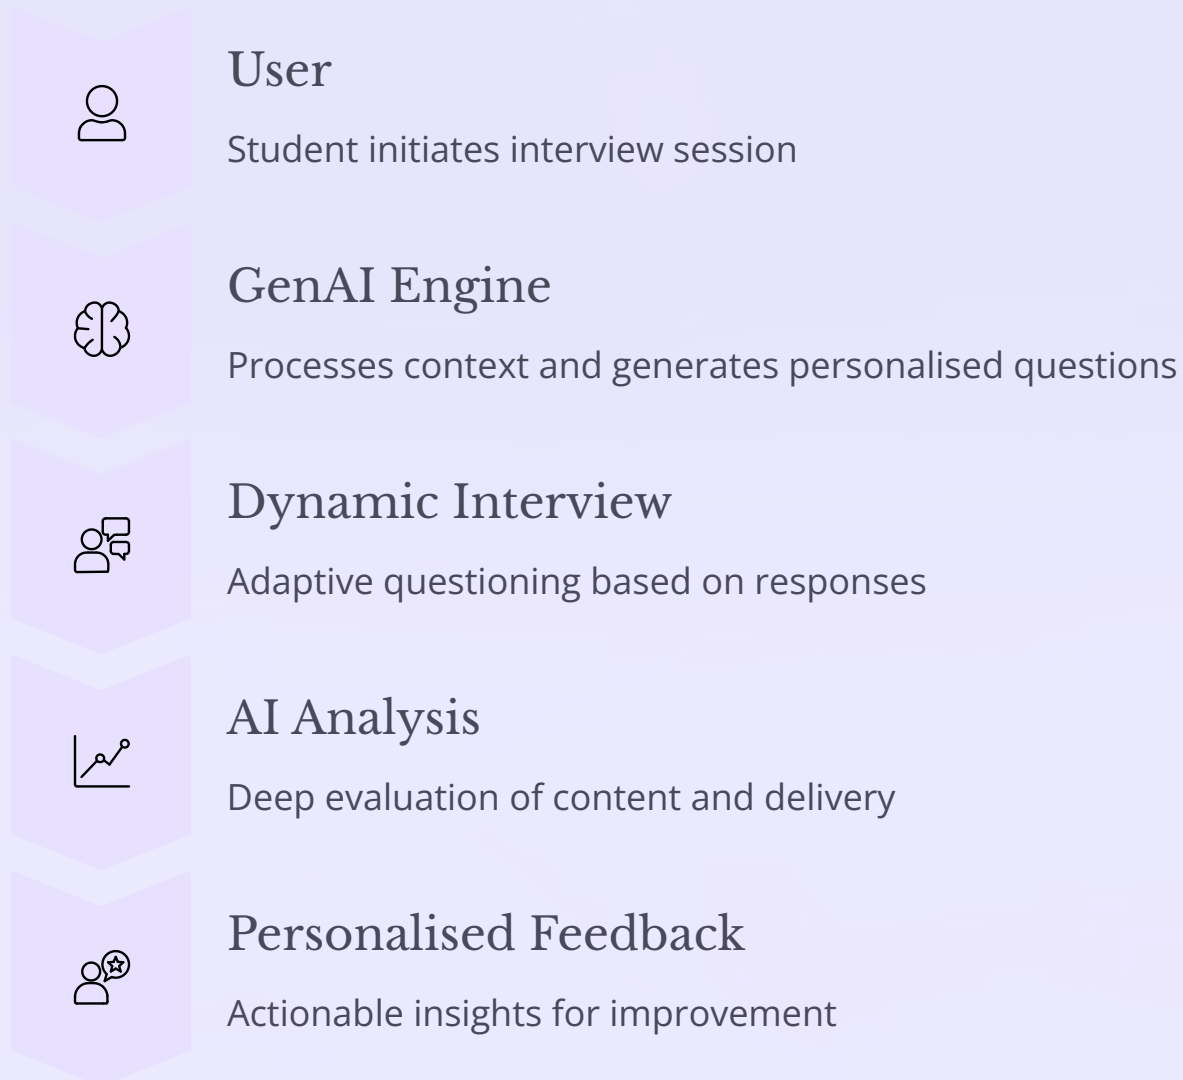 User
Student initiates interview session
GenAI Engine
Processes context and generates personalised questions
Dynamic Interview
Adaptive questioning based on responses
AI Analysis
Deep evaluation of content and delivery
Personalised Feedback
Actionable insights for improvement